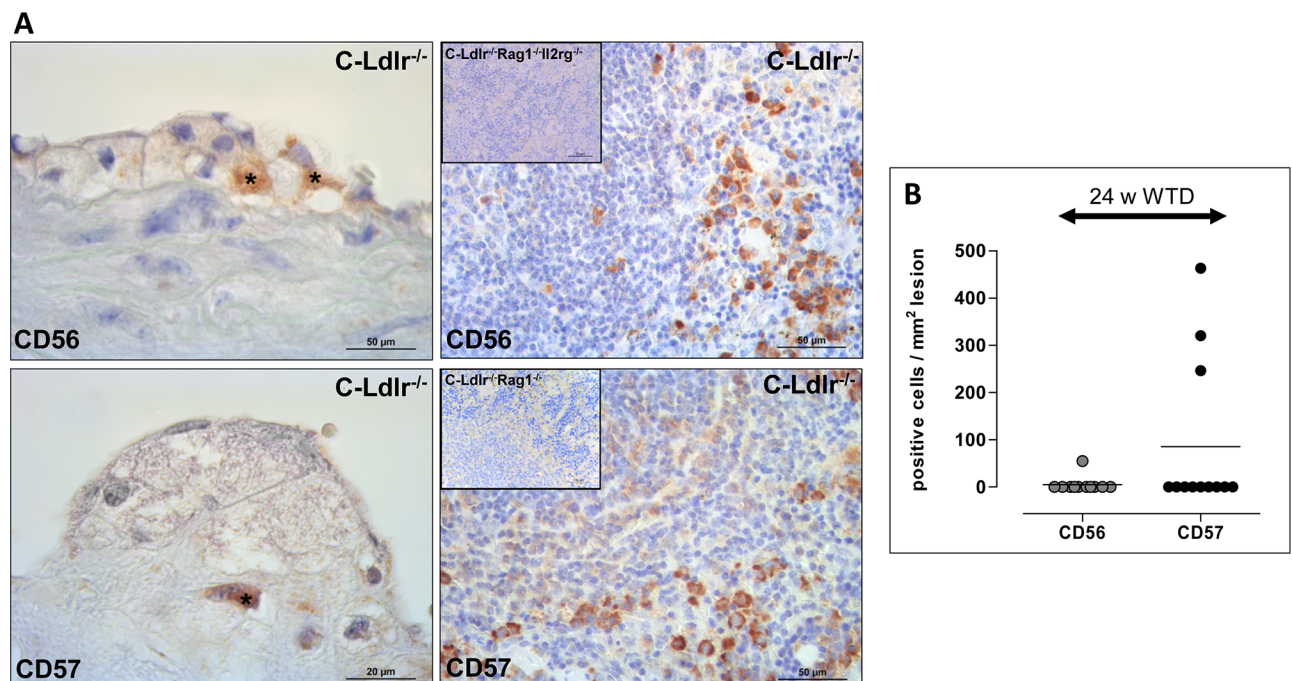 A
C-Ldlr-/-
*
*
CD56
50 µm
C-Ldlr-/-Rag1-/-Il2rg-/-
C-Ldlr-/-
CD56
50 µm
C-Ldlr-/-
*
CD57
20 µm
C-Ldlr-/-Rag1-/-
C-Ldlr-/-
CD57
50 µm
B
24 w WTD
positive cells / mm2 lesion
500
400
300
200
100
0
CD56
CD57